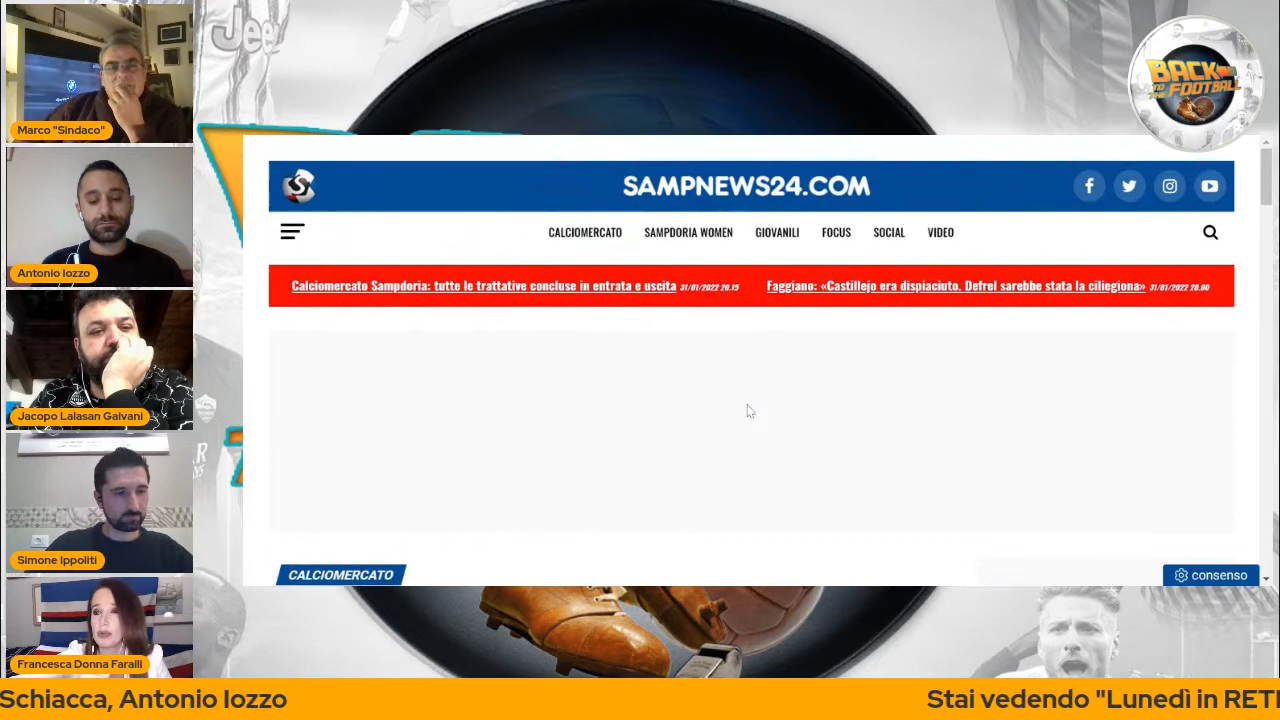 Jeep
BACK
TO
THE FOOTBALL
Marco "Sindaco"
Antonio Iozzo
Jacopo Lalasan Galvani
Simone Ippoliti
Francesca Donna Faralli
SAMPNEWS24.COM
CALCIOMERCATO SAMPDORIA WOMEN GIOVANILI FOCUS SOCIAL VIDEO
Calciomercato Sampdoria: tutte le trattative concluse in entrata e uscita 31/01/2022 20.15 Faggiano: «Castillejo era dispiaciuto. Defrel sarebbe stata la ciliegiona» 31/01/2022 20.00
CALCIOMERCATO
consenso
Schiacca, Antonio Iozzo Stai vedendo "Lunedì in RETE